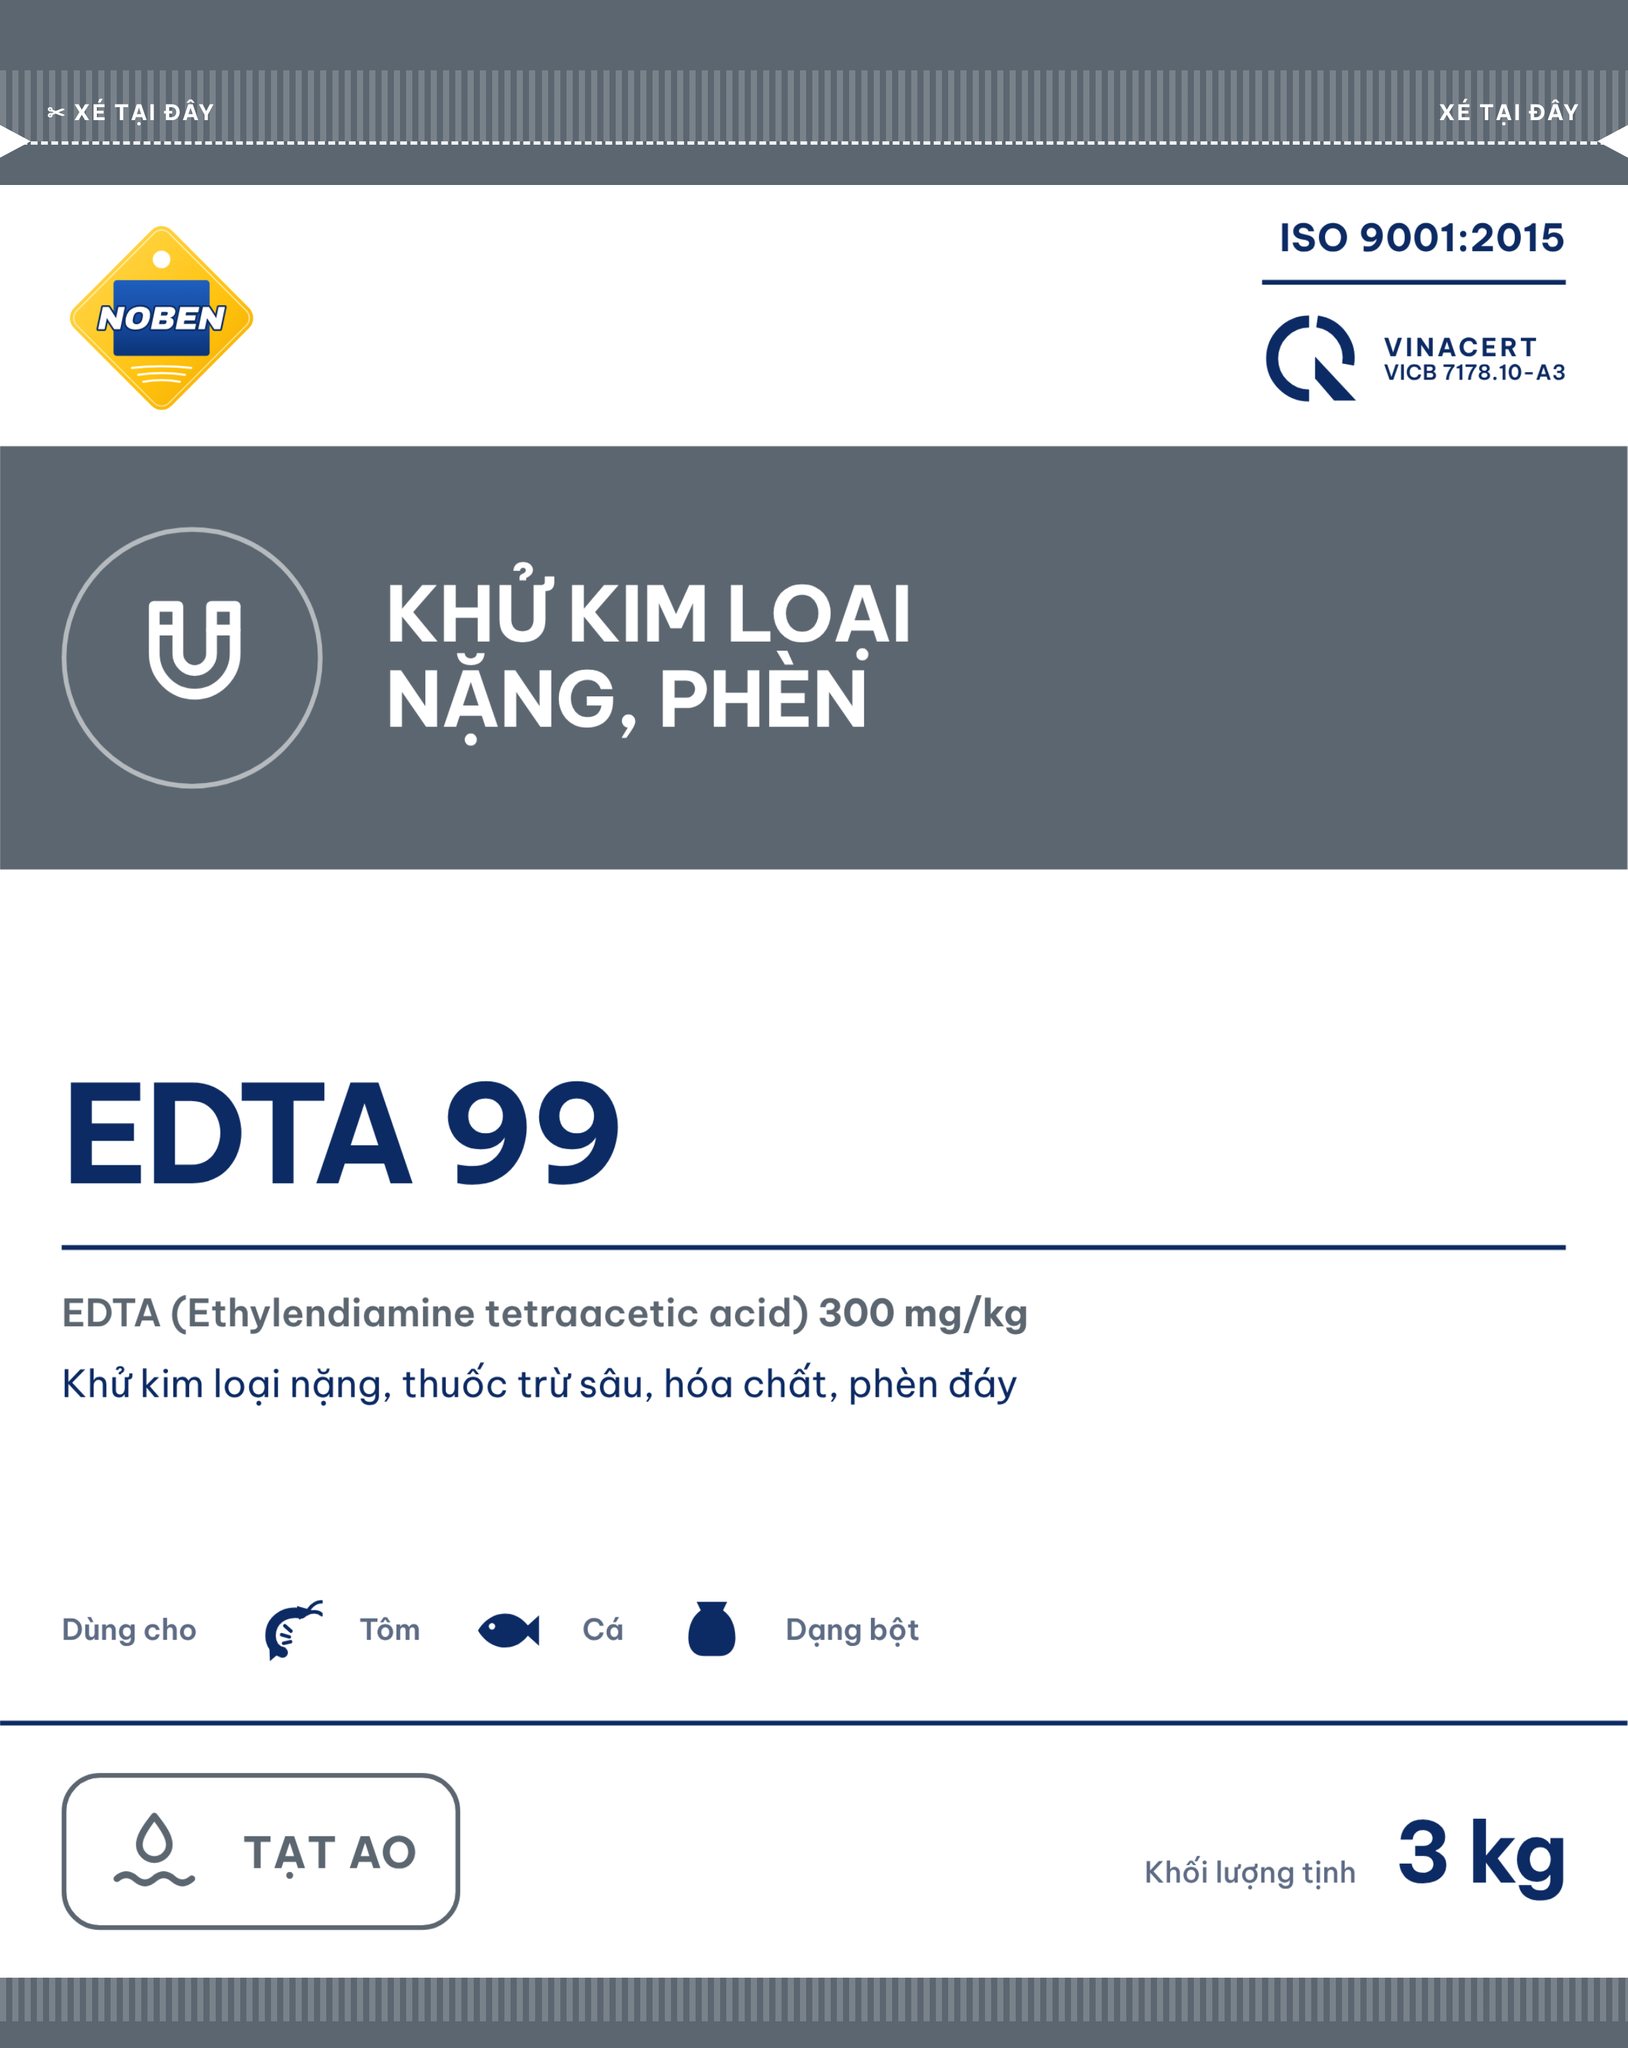 XÉ TẠI ĐÂY
XÉ TẠI ĐÂY
NOBEN
ISO 9001:2015
VINACERT
VICB 7178.10-A3
KHỬ KIM LOẠI
NẶNG, PHÈN
EDTA 99
EDTA (Ethylendiamine tetraacetic acid) 300 mg/kg
Khử kim loại nặng, thuốc trừ sâu, hóa chất, phèn đáy
Dùng cho Tôm Cá Dạng bột
TẠT AO
Khối lượng tịnh 3 kg